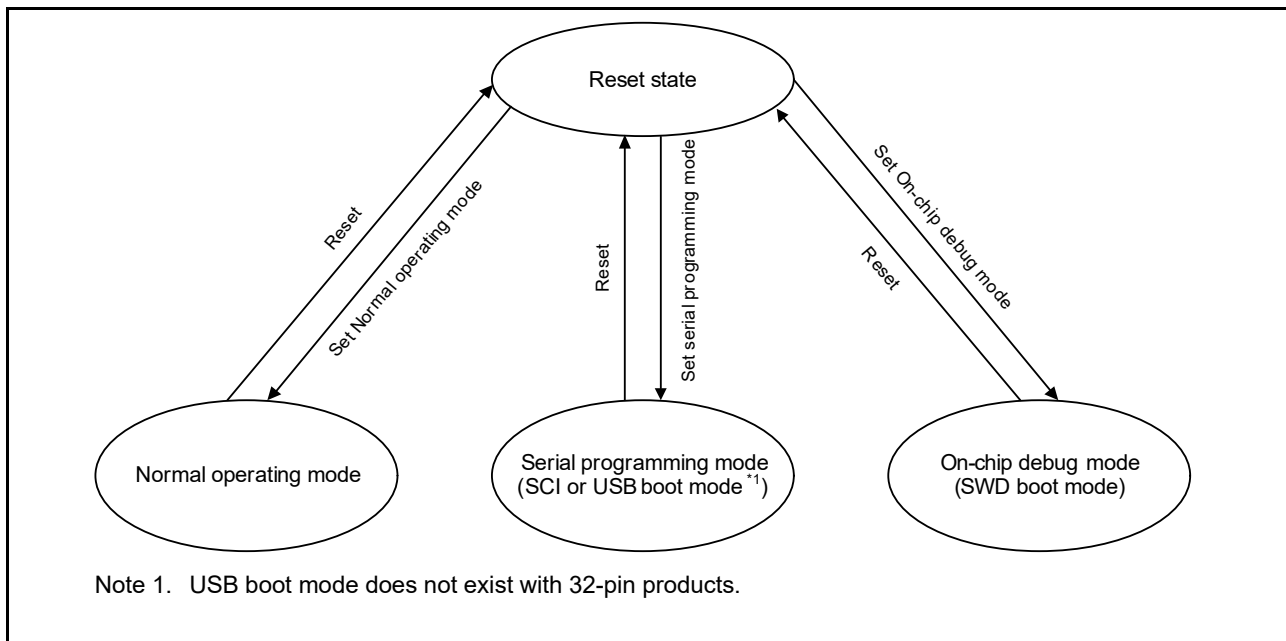 Reset state
Reset
Set Normal operating mode
Reset
Set serial programming mode
Set On-chip debug mode
Reset
Normal operating mode
Serial programming mode
(SCI or USB boot mode *1)
On-chip debug mode
(SWD boot mode)
Note 1. USB boot mode does not exist with 32-pin products.